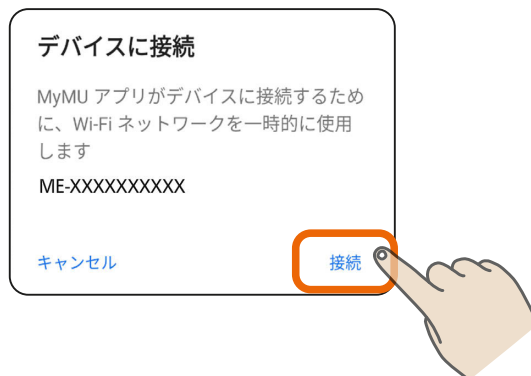 デバイスに接続
MyMU アプリがデバイスに接続するため
に、Wi-Fi ネットワークを一時的に使用
します
ME-XXXXXXXXXX
キャンセル
接続